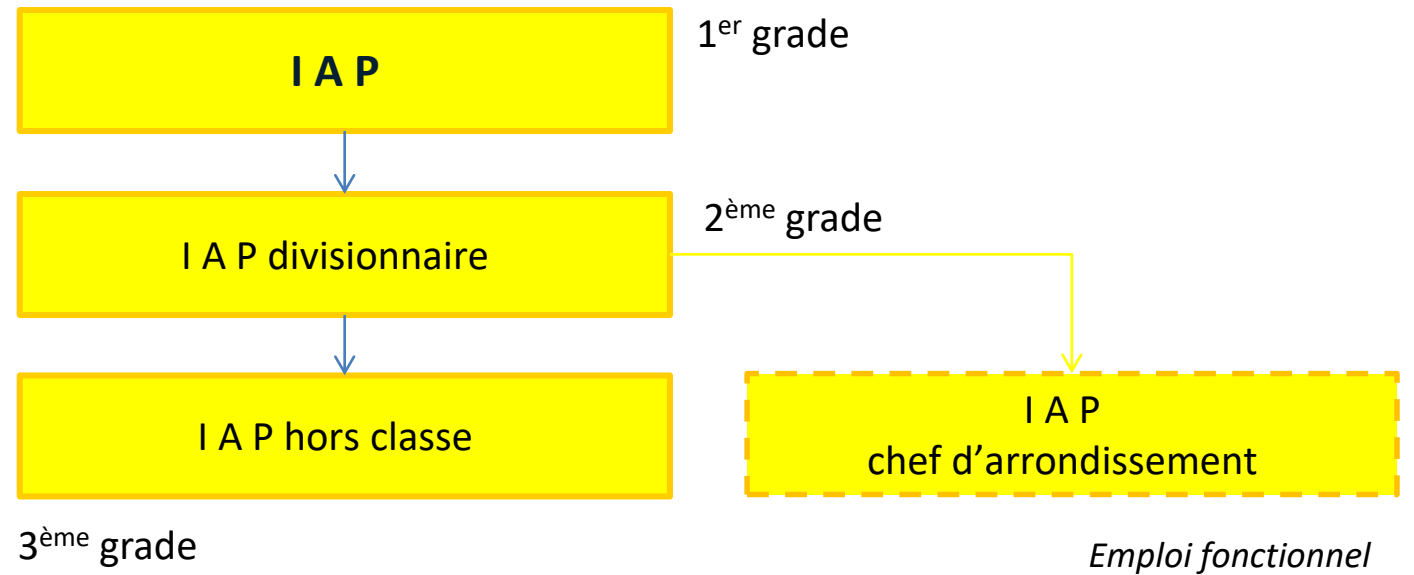 1er grade
I A P
2ème grade
I A P divisionnaire
I A P hors classe
I A P
chef d’arrondissement
3ème grade
Emploi fonctionnel